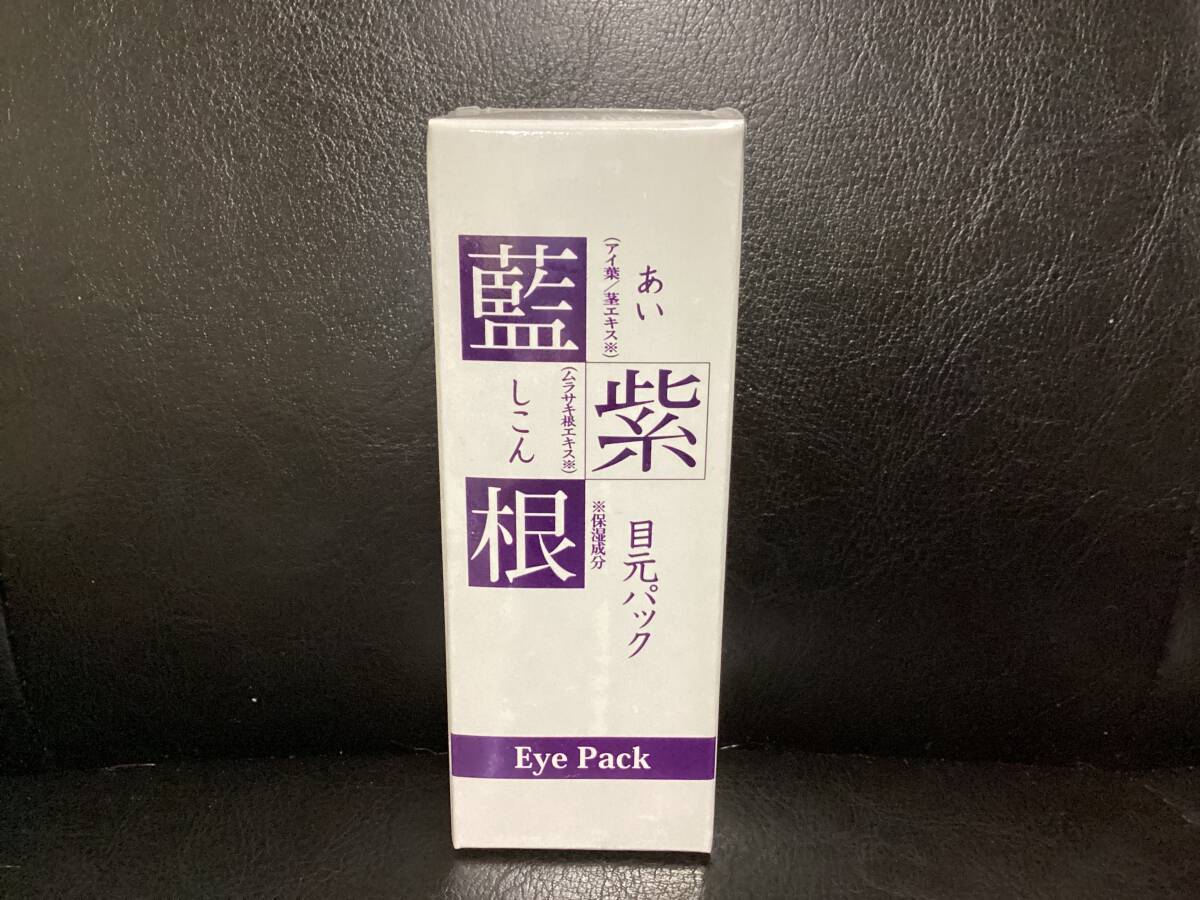 藍
あい
(アイ葉/茎エキス※)
紫
根
しこん
(ムラサキ根エキス※)
※保湿成分
目元パック
Eye Pack